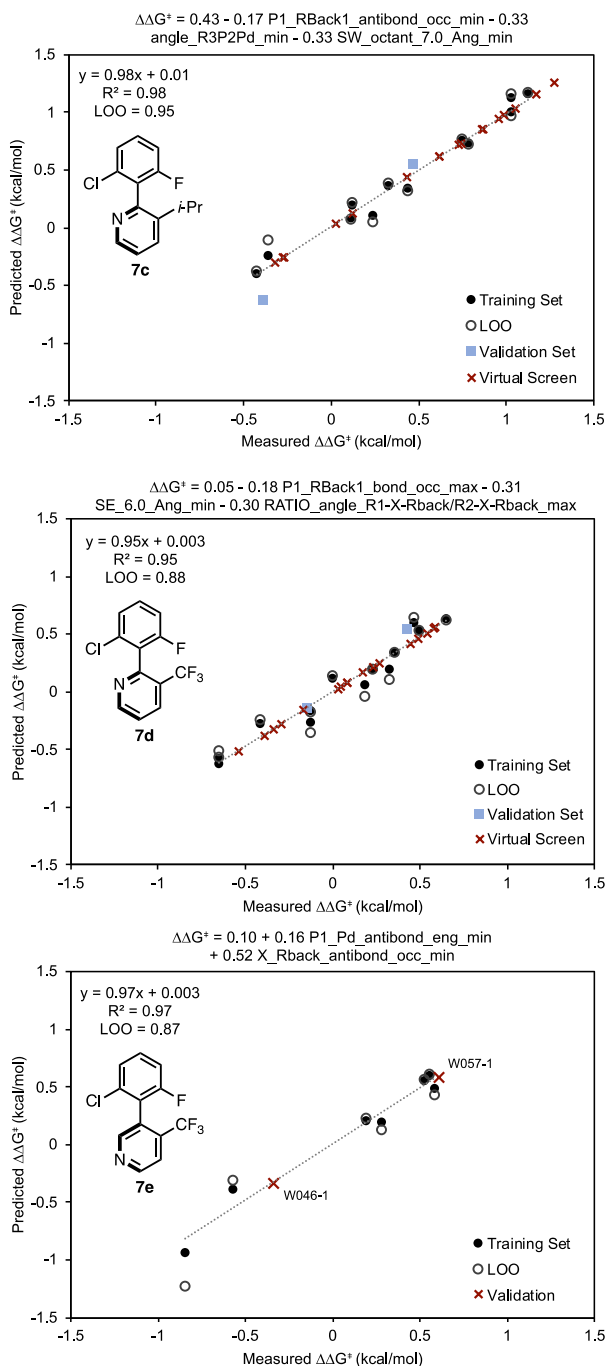 ΔΔG‡ = 0.43 - 0.17 P1_RBack1_antibond_occ_min - 0.33
angle_R3P2Pd_min - 0.33 SW_octant_7.0_Ang_min
1.5
1
0.5
0
-0.5
-1
1.5
Predicted ΔΔG‡ (kcal/mol)
y = 0.98x + 0.01
R² = 0.98
LOO = 0.95
Cl
F
N
i-Pr
7c
Training Set
LOO
Validation Set
Virtual Screen
-1.5
-1
-0.5
0
0.5
1
1.5
Measured ΔΔG‡ (kcal/mol)
ΔΔG‡ = 0.05 - 0.18 P1_RBack1_bond_occ_max - 0.31
SE_6.0_Ang_min - 0.30 RATIO_angle_R1-X-Rback/R2-X-Rback_max
1.5
1
0.5
0
-0.5
-1
-1.5
Predicted ΔΔG‡ (kcal/mol)
y = 0.95x + 0.003
R² = 0.95
LOO = 0.88
Cl
F
N
CF3
7d
Training Set
LOO
Validation Set
Virtual Screen
-1.5
-1
-0.5
0
0.5
1
1.5
Measured ΔΔG‡ (kcal/mol)
ΔΔG‡ = 0.10 + 0.16 P1_Pd_antibond_eng_min
+ 0.52 X_Rback_antibond_occ_min
1.5
1
0.5
0
-0.5
-1
-1.5
Predicted ΔΔG‡ (kcal/mol)
y = 0.97x + 0.003
R² = 0.97
LOO = 0.87
Cl
F
CF3
N
7e
W057-1
W046-1
Training Set
LOO
Validation
-1.5
-1
-0.5
0
0.5
1
1.5
Measured ΔΔG‡ (kcal/mol)